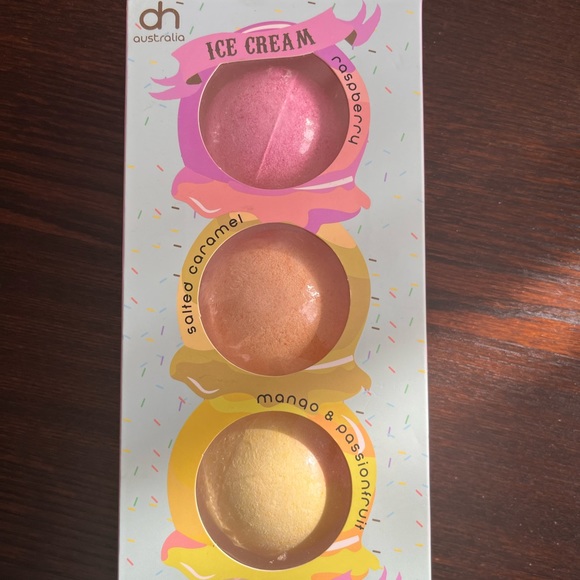 dh
australia
ICE CREAM
raspberry
salted caramel
mango & passionfruit